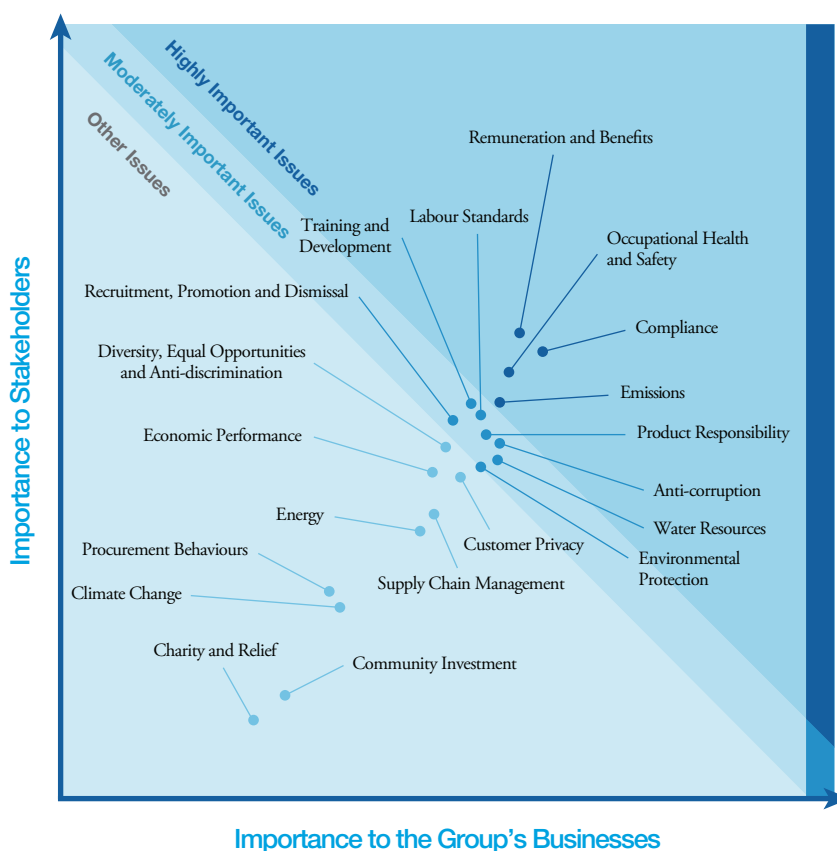 Highly Important Issues
Moderately Important Issues
Other Issues
Remuneration and Benefits
Labour Standards
Training and
Development
Occupational Health
and Safety
Recruitment, Promotion and Dismissal
Compliance
Diversity, Equal Opportunities
and Anti-discrimination
Emissions
Economic Performance
Product Responsibility
Anti-corruption
Energy
Water Resources
Customer Privacy
Procurement Behaviours
Environmental
Protection
Supply Chain Management
Climate Change
Charity and Relief
Community Investment
Importance to Stakeholders
Importance to the Group's Businesses